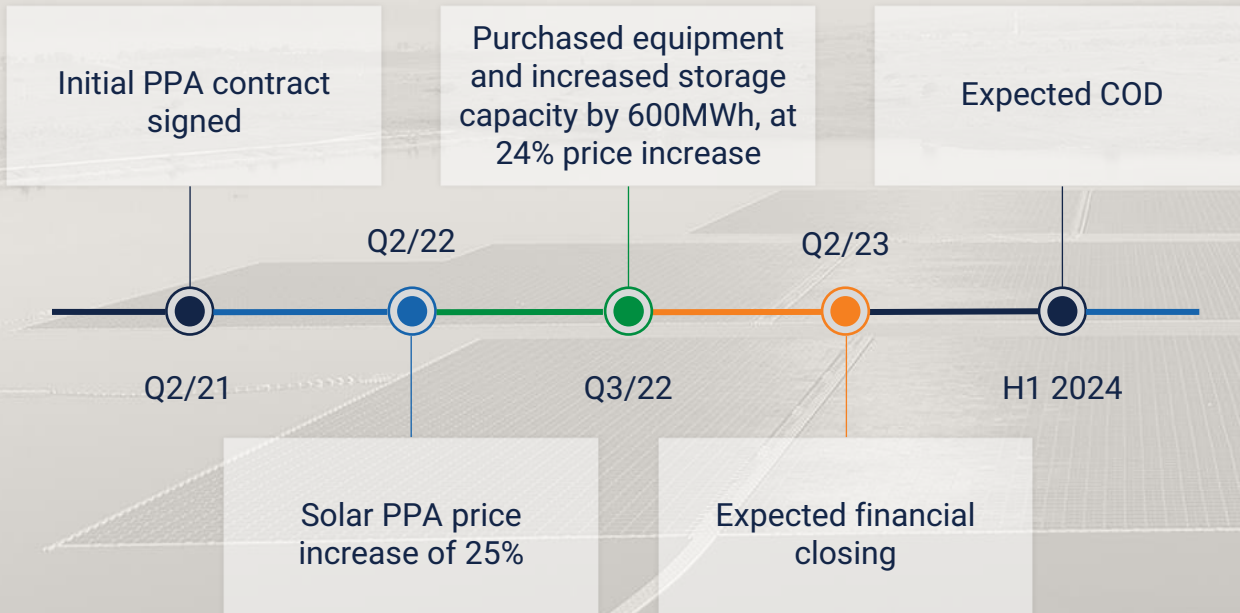 Initial PPA contract
signed
Purchased equipment
and increased storage
capacity by 600MWh, at
24% price increase
Expected COD
Q2/22
Q2/23
Q2/21
Q3/22
H1 2024
Solar PPA price
increase of 25%
Expected financial
closing